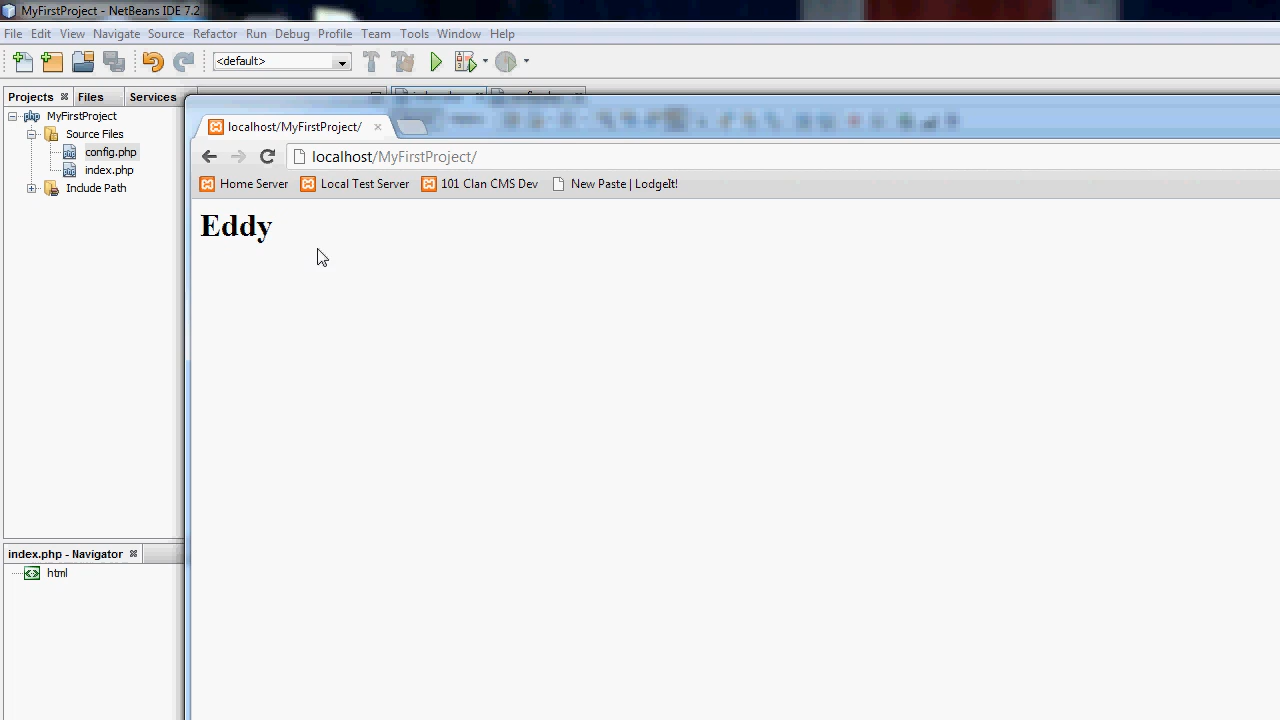 MyFirstProject - NetBeans IDE 7.2
File Edit View Navigate Source Refactor Run Debug Profile Team Tools Window Help
<default>
Projects Files Services
MyFirstProject
Source Files
config.php
index.php
Include Path
localhost/MyFirstProject/
localhost/MyFirstProject/
Home Server Local Test Server 101 Clan CMS Dev New Paste | LodgeIt!
Eddy
index.php - Navigator
html